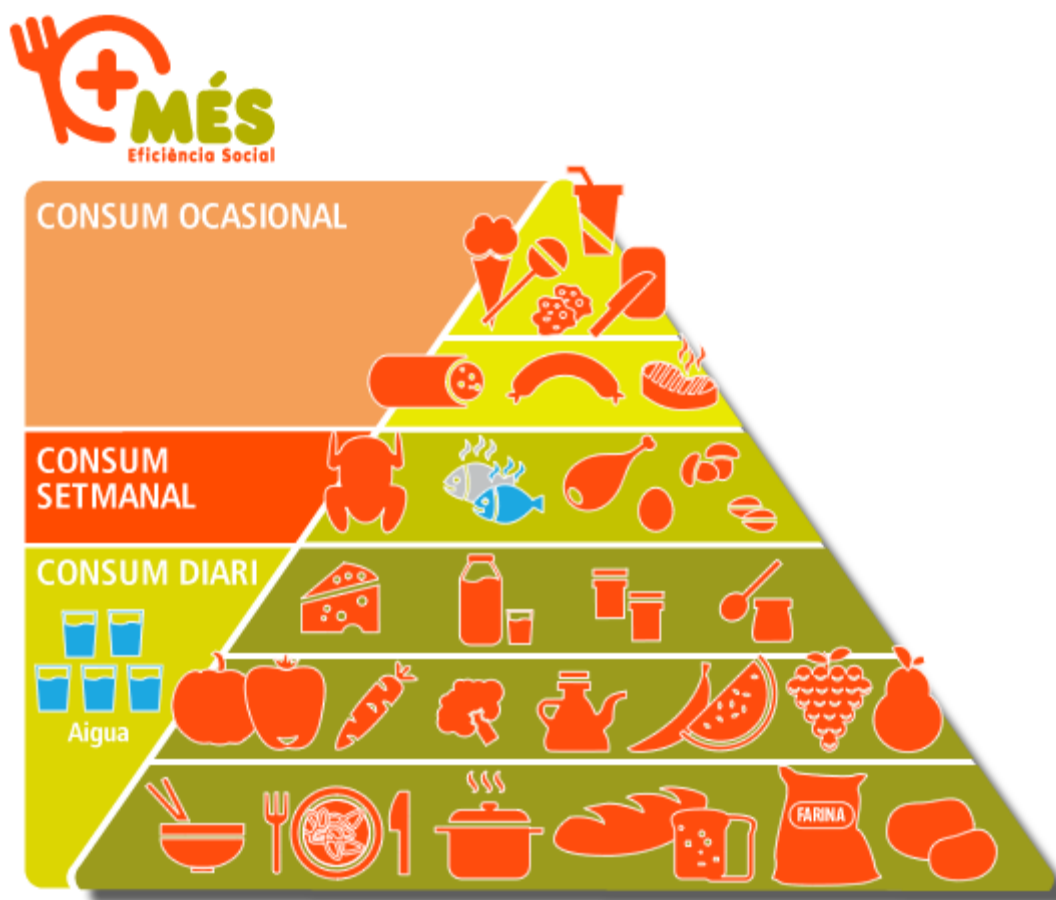 MÉS
Eficiència Social
CONSUM OCASIONAL
CONSUM
SETMANAL
CONSUM DIARI
Aigua
FARINA